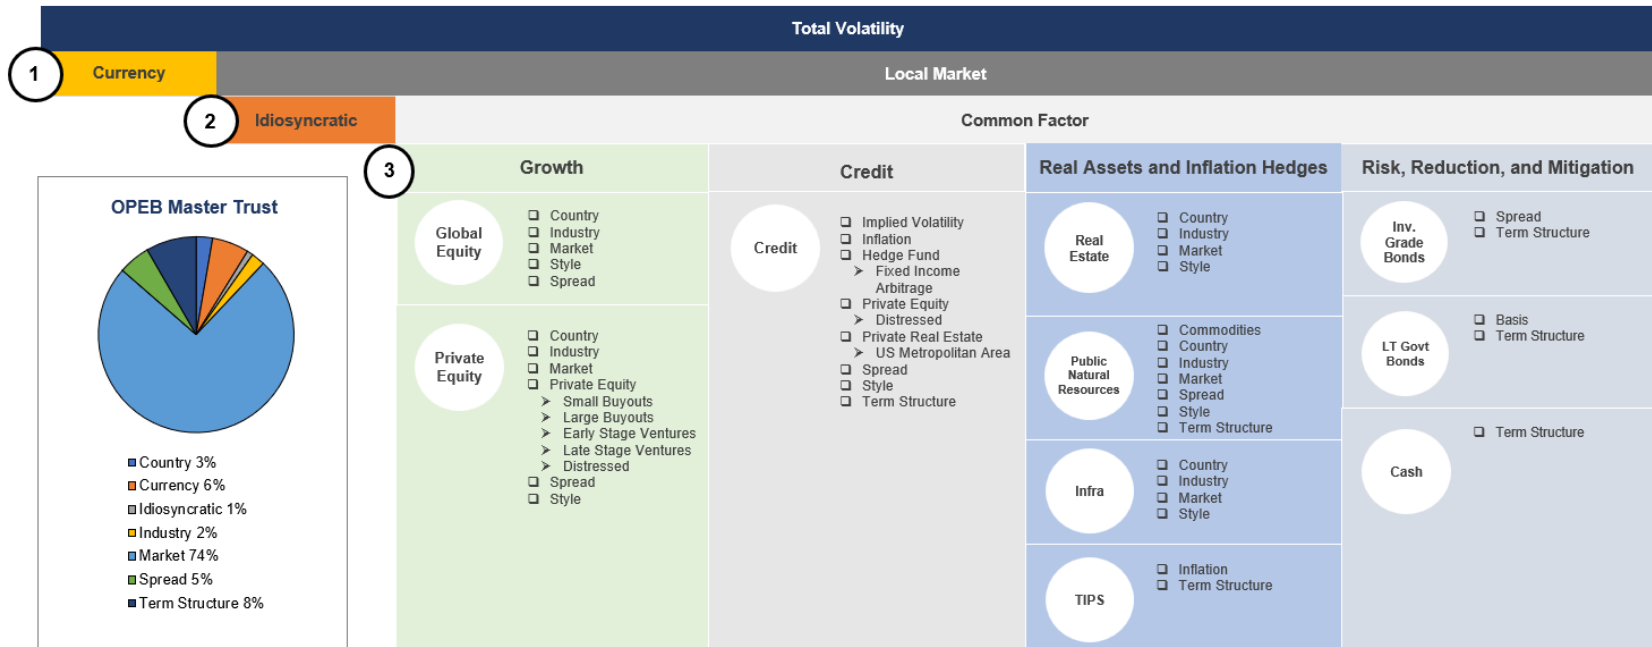 Total Volatility
1
Currency
Local Market
2
Idiosyncratic
Common Factor
3
Growth
Credit
Real Assets and Inflation Hedges
Risk, Reduction, and Mitigation
OPEB Master Trust
Country 3%
Currency 6%
Idiosyncratic 1%
Industry 2%
Market 74%
Spread 5%
Term Structure 8%
Global
Equity
Country
Industry
Market
Style
Spread
Private
Equity
Country
Industry
Market
Private Equity
Small Buyouts
Large Buyouts
Early Stage Ventures
Late Stage Ventures
Distressed
Spread
Style
Credit
Implied Volatility
Inflation
Hedge Fund
Fixed Income
Arbitrage
Private Equity
Distressed
Private Real Estate
US Metropolitan Area
Spread
Style
Term Structure
Real
Estate
Country
Industry
Market
Style
Public
Natural
Resources
Commodities
Country
Industry
Market
Spread
Style
Term Structure
Infra
Country
Industry
Market
Style
TIPS
Inflation
Term Structure
Inv.
Grade
Bonds
Spread
Term Structure
LT Govt
Bonds
Basis
Term Structure
Cash
Term Structure